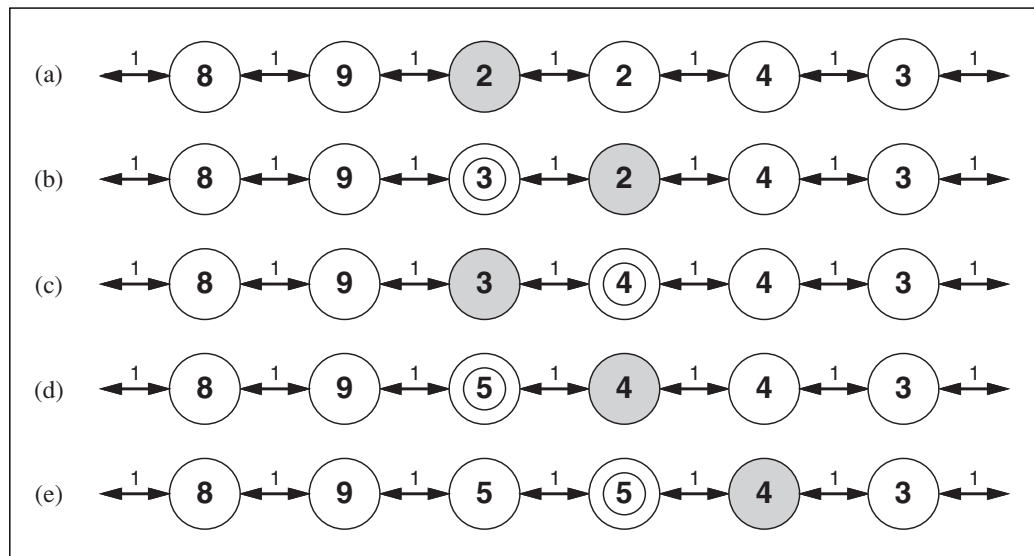 1 1 1 1 1 1 1
(a) 8 9 2 2 4 3
1 1 1 1 1 1 1
(b) 8 9 3 2 4 3
1 1 1 1 1 1 1
(c) 8 9 3 4 4 3
1 1 1 1 1 1 1
(d) 8 9 5 4 4 3
1 1 1 1 1 1 1
(e) 8 9 5 5 4 3